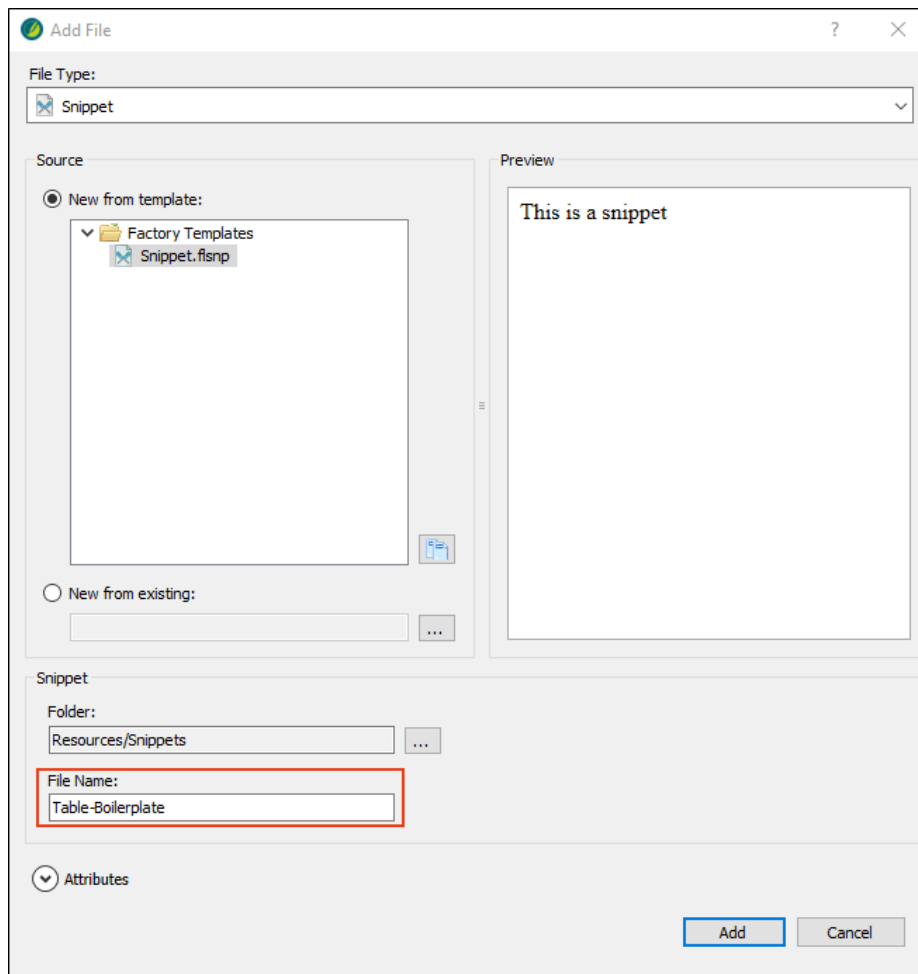 Add File
?
File Type:
Snippet
Source
New from template:
Factory Templates
Snippet.flsnp
New from existing:
...
Preview
This is a snippet
Snippet
Folder:
Resources/Snippets
...
File Name:
Table-Boilerplate
Attributes
Add
Cancel